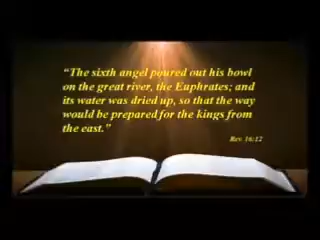 “The sixth angel poured out his bowl
on the great river, the Euphrates; and
its water was dried up, so that the way
would be prepared for the kings from
the east.”
Rev. 16:12